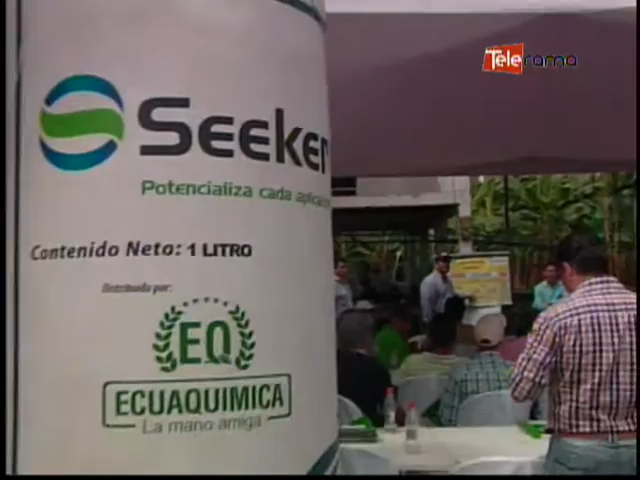 Telerama
Seeker
Potencializa cada aplicación
Contenido Neto: 1 LITRO
Distribuido por:
EQ
ECUAQUIMICA
La mano amiga